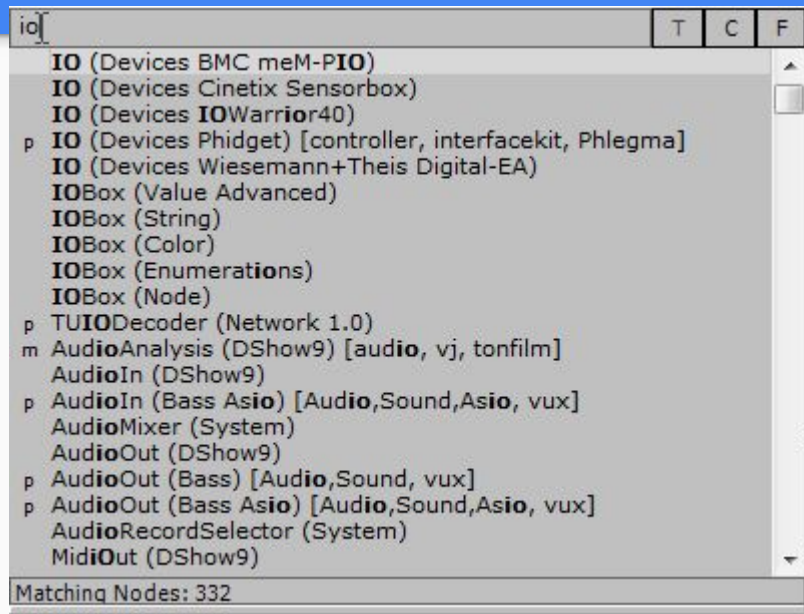 io
T C F
IO (Devices BMC meM-PIO)
IO (Devices Cinetix Sensorbox)
IO (Devices IOWarrior40)
p IO (Devices Phidget) [controller, interfacekit, Phlegma]
IO (Devices Wiesemann+Theis Digital-EA)
IOBox (Value Advanced)
IOBox (String)
IOBox (Color)
IOBox (Enumerations)
IOBox (Node)
p TUIODecoder (Network 1.0)
m AudioAnalysis (DShow9) [audio, vj, tonfilm]
AudioIn (DShow9)
p AudioIn (Bass Asio) [Audio,Sound,Asio, vux]
AudioMixer (System)
AudioOut (DShow9)
p AudioOut (Bass) [Audio,Sound, vux]
p AudioOut (Bass Asio) [Audio,Sound,Asio, vux]
AudioRecordSelector (System)
MidiOut (DShow9)
Matching Nodes: 332